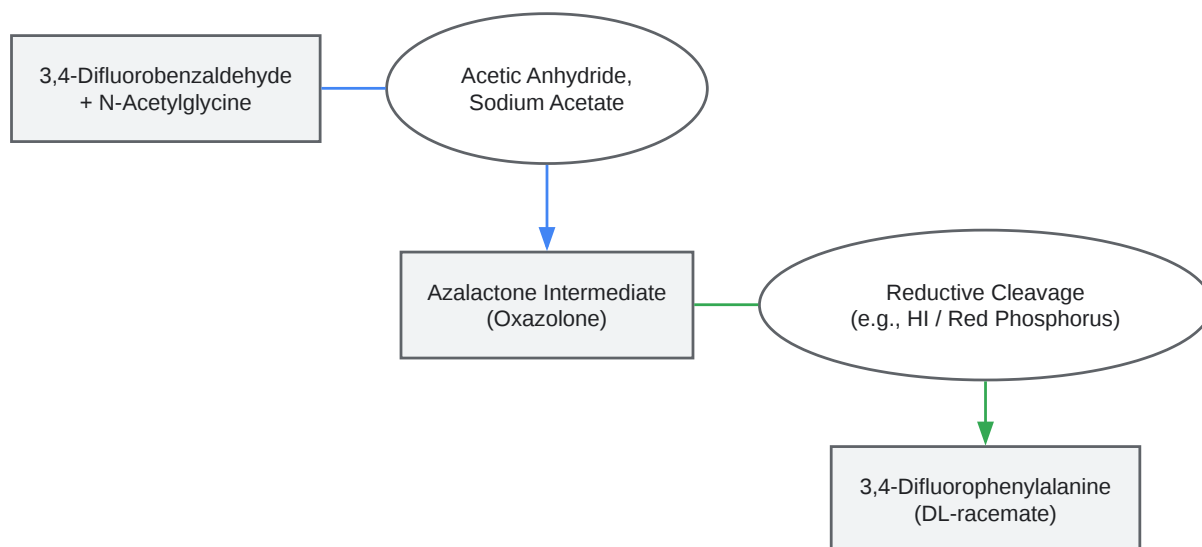 3,4-Difluorobenzaldehyde
+ N-Acetylglycine
Acetic Anhydride,
Sodium Acetate
Azalactone Intermediate
(Oxazolone)
Reductive Cleavage
(e.g., HI / Red Phosphorus)
3,4-Difluorophenylalanine
(DL-racemate)